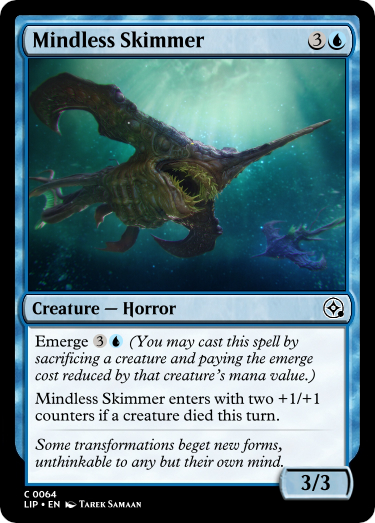 Mindless Skimmer 3
Creature — Horror
Emerge 3 (You may cast this spell by
sacrificing a creature and paying the emerge
cost reduced by that creature's mana value.)
Mindless Skimmer enters with two +1/+1
counters if a creature died this turn.
Some transformations beget new forms,
unthinkable to any but their own mind.
3/3
C 0064
LIP • EN Tarek Samaan